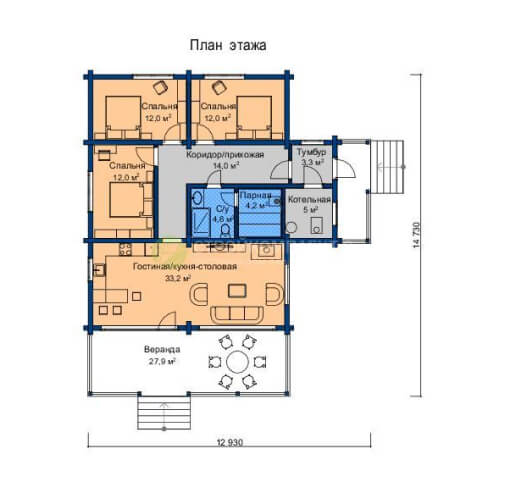 План этажа
Спальня
12,0 м²
Спальня
12,0 м²
Коридор/прихожая
14,0 м²
Тумбур
3,3 м²
Спальня
12,0 м²
С/у
4,8 м²
Парная
4,2 м²
Котельная
5 м²
Гостиная/кухня-столовая
33,2 м²
Веранда
27,9 м²
14 730
12 930